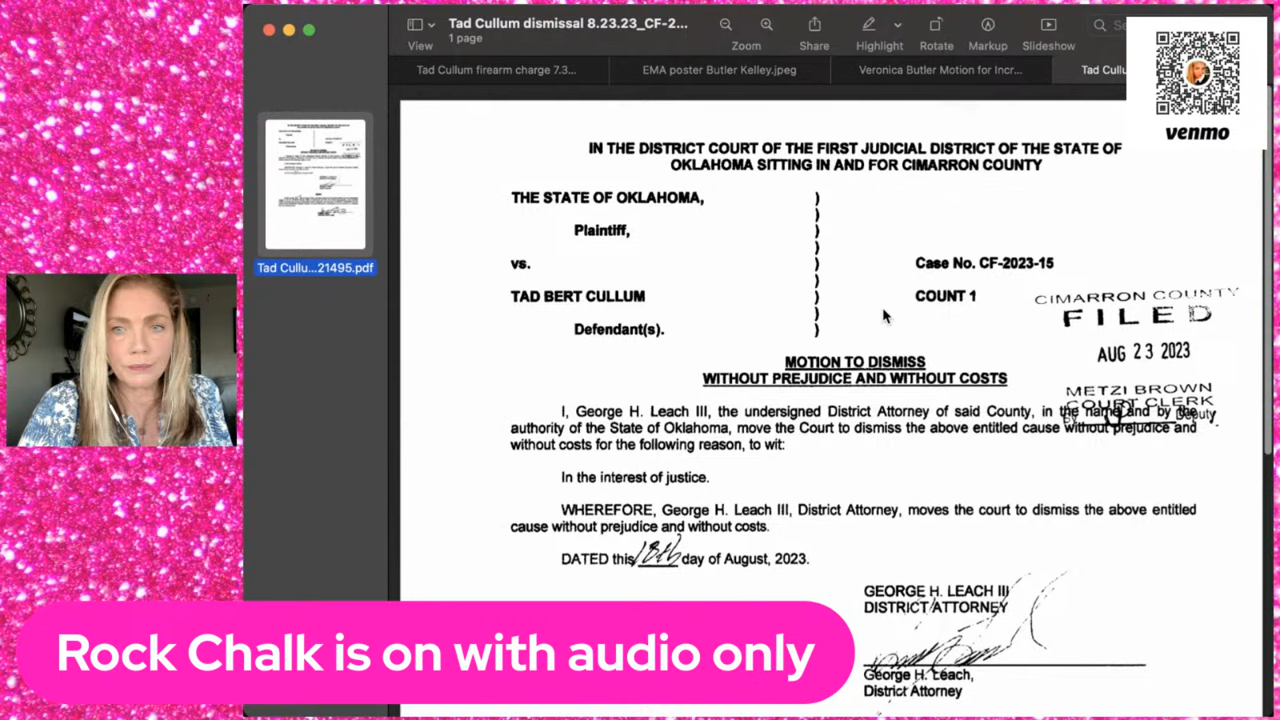 Tad Cullum dismissal 8.23.23_CF-2...
1 page
View
Zoom
Share
Highlight
Rotate
Markup
Slideshow
Tad Cullum firearm charge 7.3...
EMA poster Butler Kelley.jpeg
Veronica Butler Motion for Incr...
Tad Cullu
venmo
Tad Cullu...21495.pdf
IN THE DISTRICT COURT OF THE FIRST JUDICIAL DISTRICT OF THE STATE OF
OKLAHOMA SITTING IN AND FOR CIMARRON COUNTY
THE STATE OF OKLAHOMA,
Plaintiff,
vs.
Case No. CF-2023-15
TAD BERT CULLUM
COUNT 1
Defendant(s).
CIMARRON COUNTY
FILED
AUG 23 2023
METZI BROWN
COURT CLERK
By Deputy
MOTION TO DISMISS
WITHOUT PREJUDICE AND WITHOUT COSTS
I, George H. Leach III, the undersigned District Attorney of said County, in the name and by the
authority of the State of Oklahoma, move the Court to dismiss the above entitled cause without prejudice and
without costs for the following reason, to wit:
In the interest of justice.
WHEREFORE, George H. Leach III, District Attorney, moves the court to dismiss the above entitled
cause without prejudice and without costs.
DATED this 18th day of August, 2023.
GEORGE H. LEACH III
DISTRICT ATTORNEY
George H. Leach,
District Attorney
Rock Chalk is on with audio only